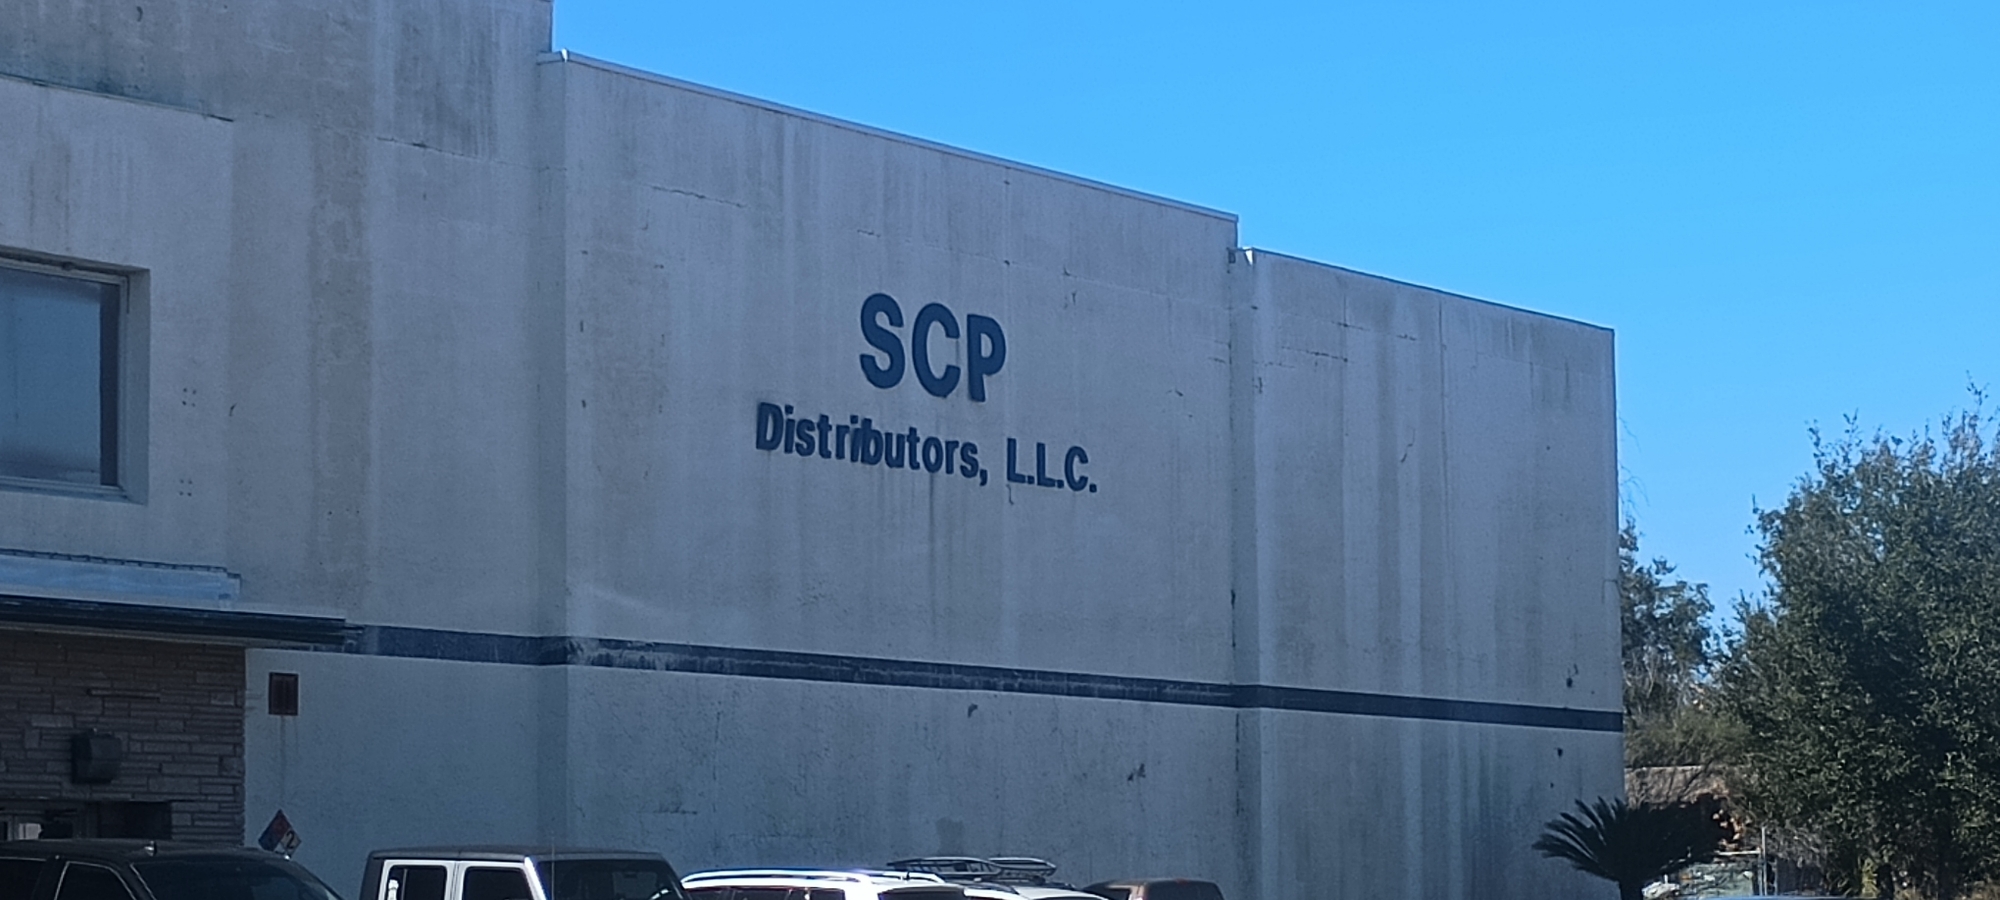 SCP
Distributors, L.L.C.